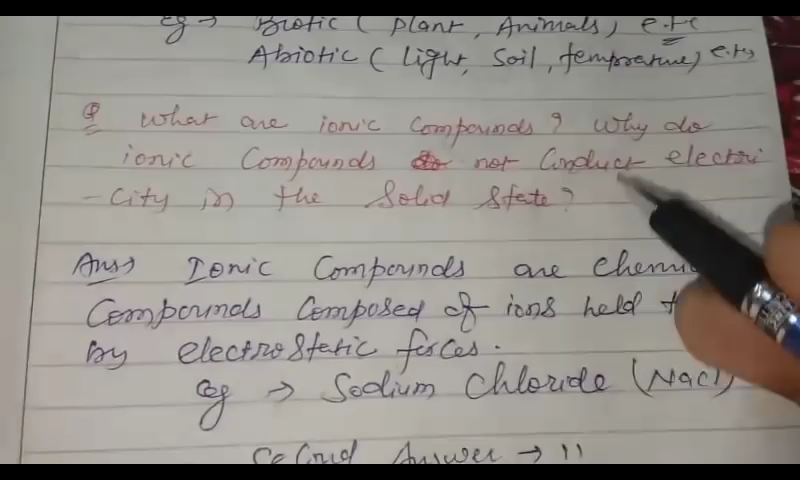 eg → Biotic ( Plant, Animals) e.tc
Abiotic ( light, Soil, temprature) e.tc
Q What are ionic Compounds? Why do
ionic Compounds not Conduct electri
-City in the Solid State?
Ans→ Ionic Compounds are Chemi
Compounds Composed of ions held t
by electrostatic forces.
eg → Sodium Chloride (Nacl)
Second Answer → 11